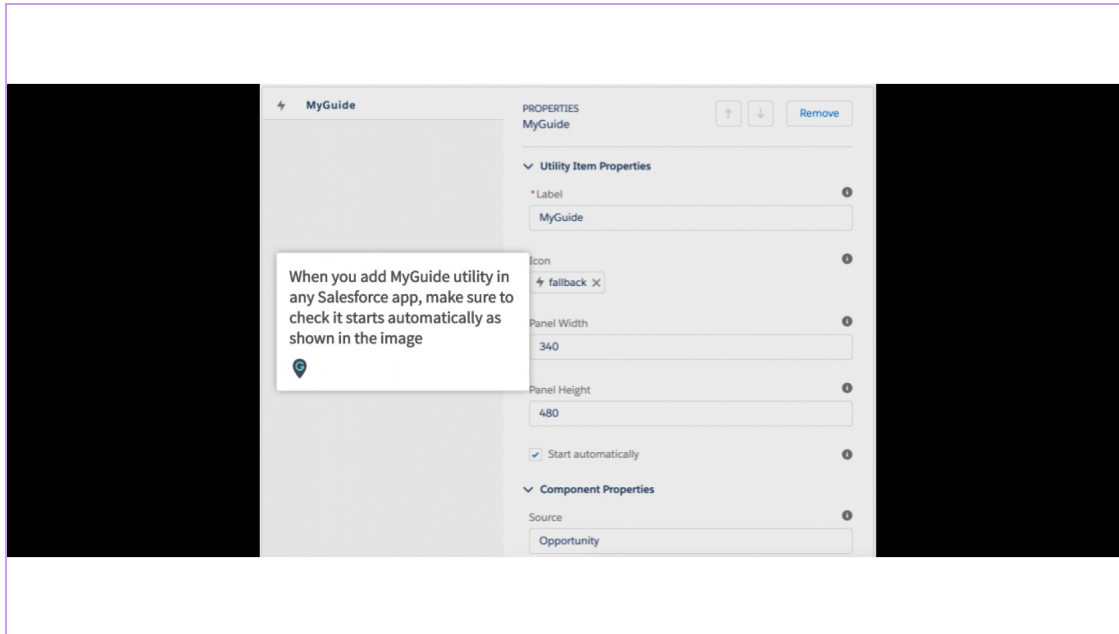 MyGuide
PROPERTIES
MyGuide
Remove
Utility Item Properties
*Label
MyGuide
When you add MyGuide utility in
any Salesforce app, make sure to
check it starts automatically as
shown in the image
G
Icon
fallback
Panel Width
340
Panel Height
480
Start automatically
Component Properties
Source
Opportunity